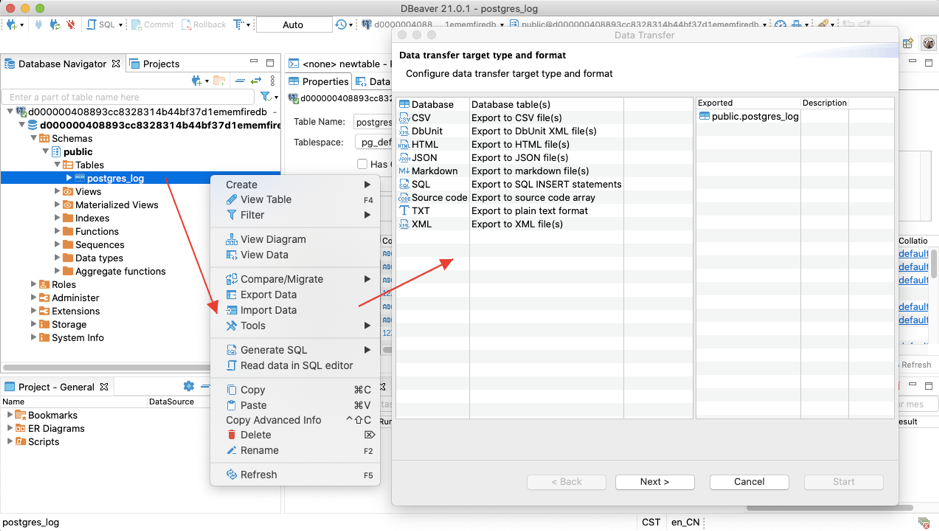 DBeaver 21.0.1 - postgres_log
SQL
Commit
Rollback
T
Auto
d0000004088
1ememfiredb
public@d000000408893cc8328314b44bf37d1ememfiredb
Database Navigator
Projects
Enter a part of table name here
d000000408893cc8328314b44bf37d1ememfiredb
d000000408893cc8328314b44bf37d1ememfire
Schemas
public
Tables
postgres_log
Views
Materialized Views
Indexes
Functions
Sequences
Data types
Aggregate functions
Roles
Administer
Extensions
Storage
System Info
Project - General
Name
DataSource
Bookmarks
ER Diagrams
Scripts
<none> newtable -
Properties
Data
d000000408893cc832
Table Name:
postgres
Tablespace:
pg_def
Has
Create
View Table
F4
Filter
View Diagram
View Data
Compare/Migrate
Export Data
Import Data
Tools
Generate SQL
Read data in SQL editor
Copy
⌘C
Paste
⌘V
Copy Advanced Info
^⇧C
Delete
⌦
Rename
F2
Refresh
F5
Data Transfer
Data transfer target type and format
Configure data transfer target type and format
Database Database table(s)
CSV Export to CSV file(s)
DbUnit Export to DbUnit XML file(s)
HTML Export to HTML file(s)
JSON Export to JSON file(s)
Markdown Export to markdown file(s)
SQL Export to SQL INSERT statements
Source code Export to source code array
TXT Export to plain text format
XML Export to XML file(s)
Exported
Description
public.postgres_log
< Back
Next >
Cancel
Start
Collatio
default
default
default
default
default
Refresh
or mes
esult
postgres_log
CST
en_CN